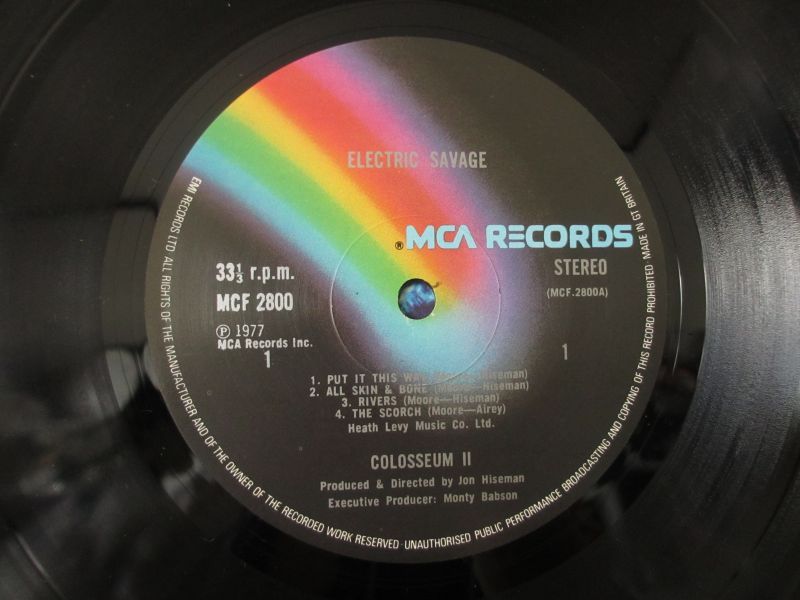 ELECTRIC SAVAGE
® MCA RECORDS
33⅓ r.p.m.
STEREO
MCF 2800
(MCF.2800A)
℗ 1977
MCA Records Inc.
1
1
1. PUT IT THIS WAY (Moore—Hiseman)
2. ALL SKIN & BONE (Moore—Hiseman)
3. RIVERS (Moore—Hiseman)
4. THE SCORCH (Moore—Airey)
Heath Levy Music Co. Ltd.
COLOSSEUM II
Produced & Directed by Jon Hiseman
Executive Producer: Monty Babson
EMI RECORDS LTD. ALL RIGHTS OF THE MANUFACTURER AND OF THE OWNER OF THE RECORDED WORK RESERVED · UNAUTHORISED PUBLIC PERFORMANCE BROADCASTING AND COPYING OF THIS RECORD PROHIBITED · MADE IN GT BRITAIN